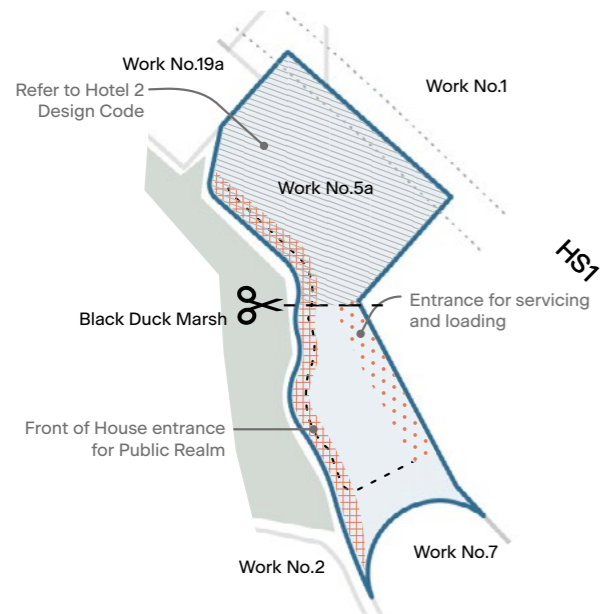 Work No.19a
Work No.1
Refer to Hotel 2
Design Code
Work No.5a
HS1
Entrance for servicing
and loading
Black Duck Marsh
Front of House entrance
for Public Realm
Work No.7
Work No.2